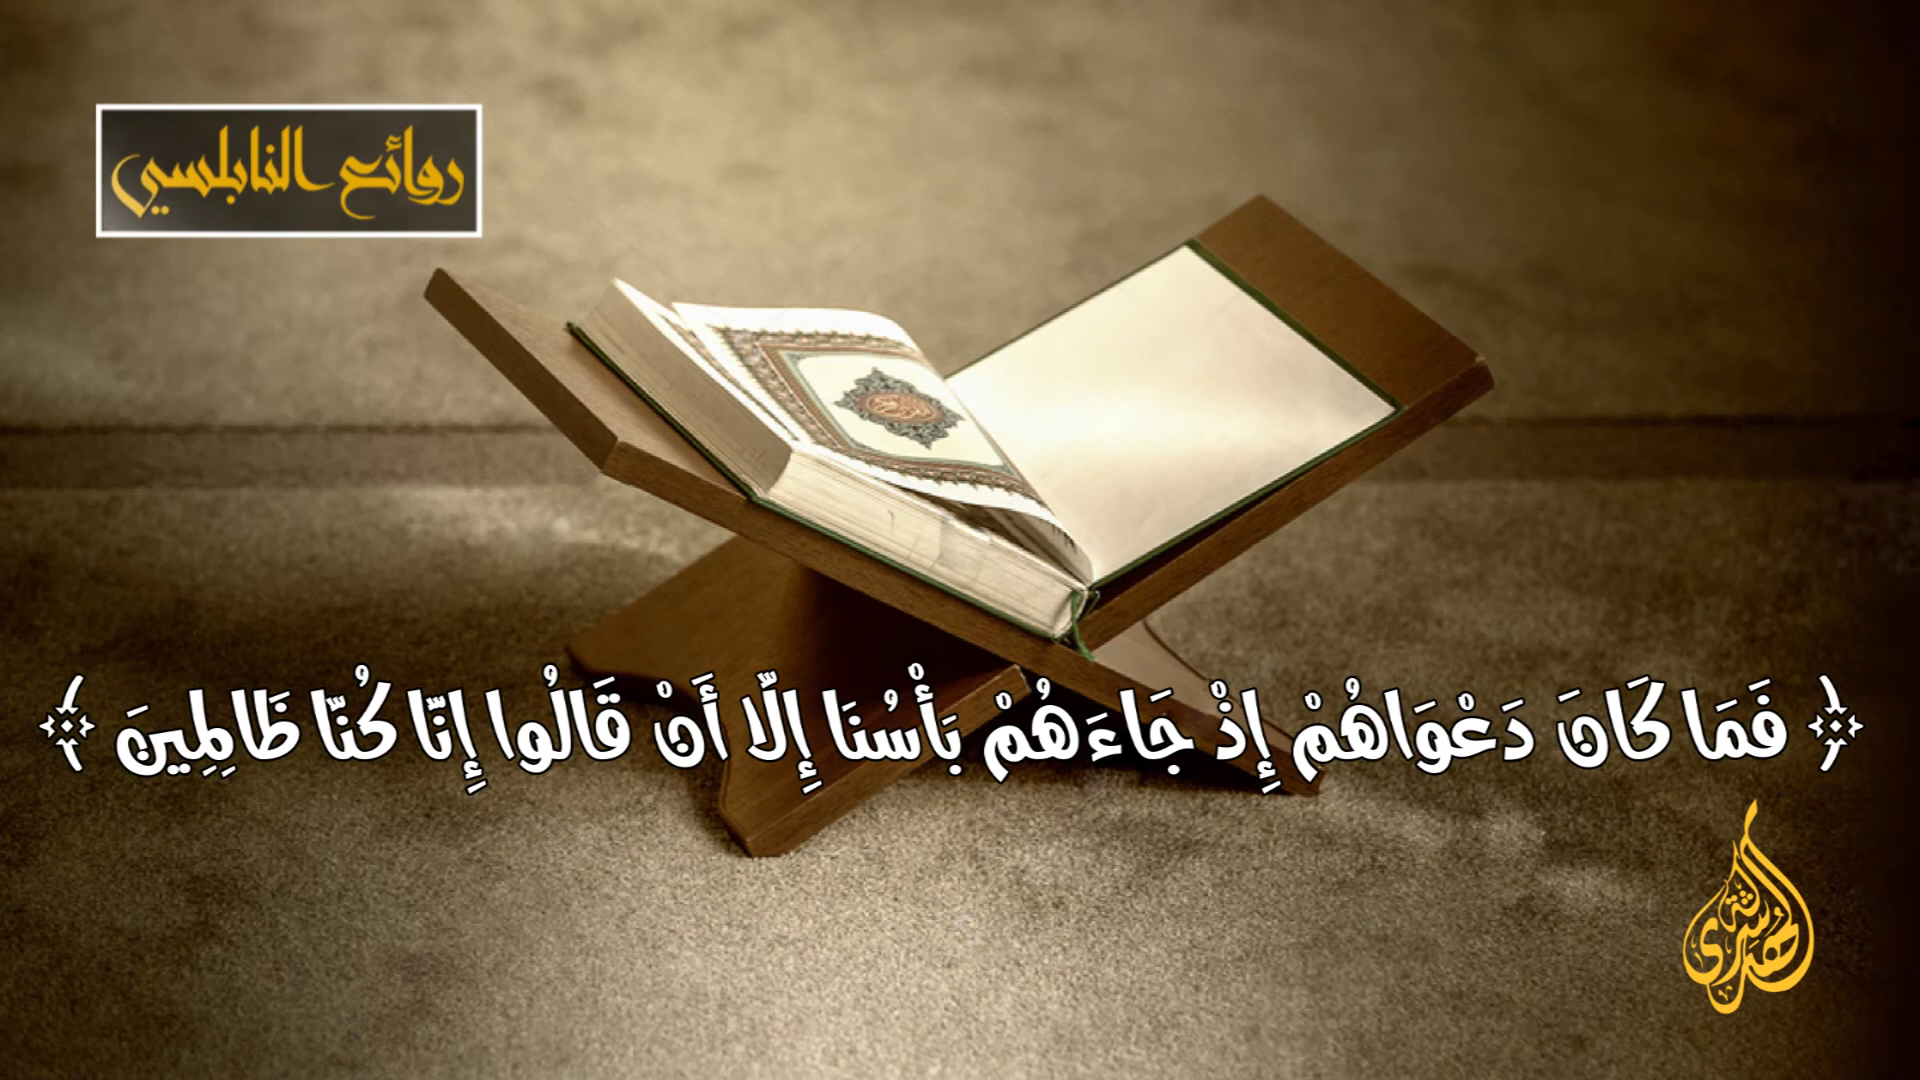 روائع النابلسي
﴿ فَمَا كَانَ دَعْوَاهُمْ إِذْ جَاءَهُمْ بَأْسُنَا إِلَّا أَنْ قَالُوا إِنَّا كُنَّا ظَالِمِينَ ﴾